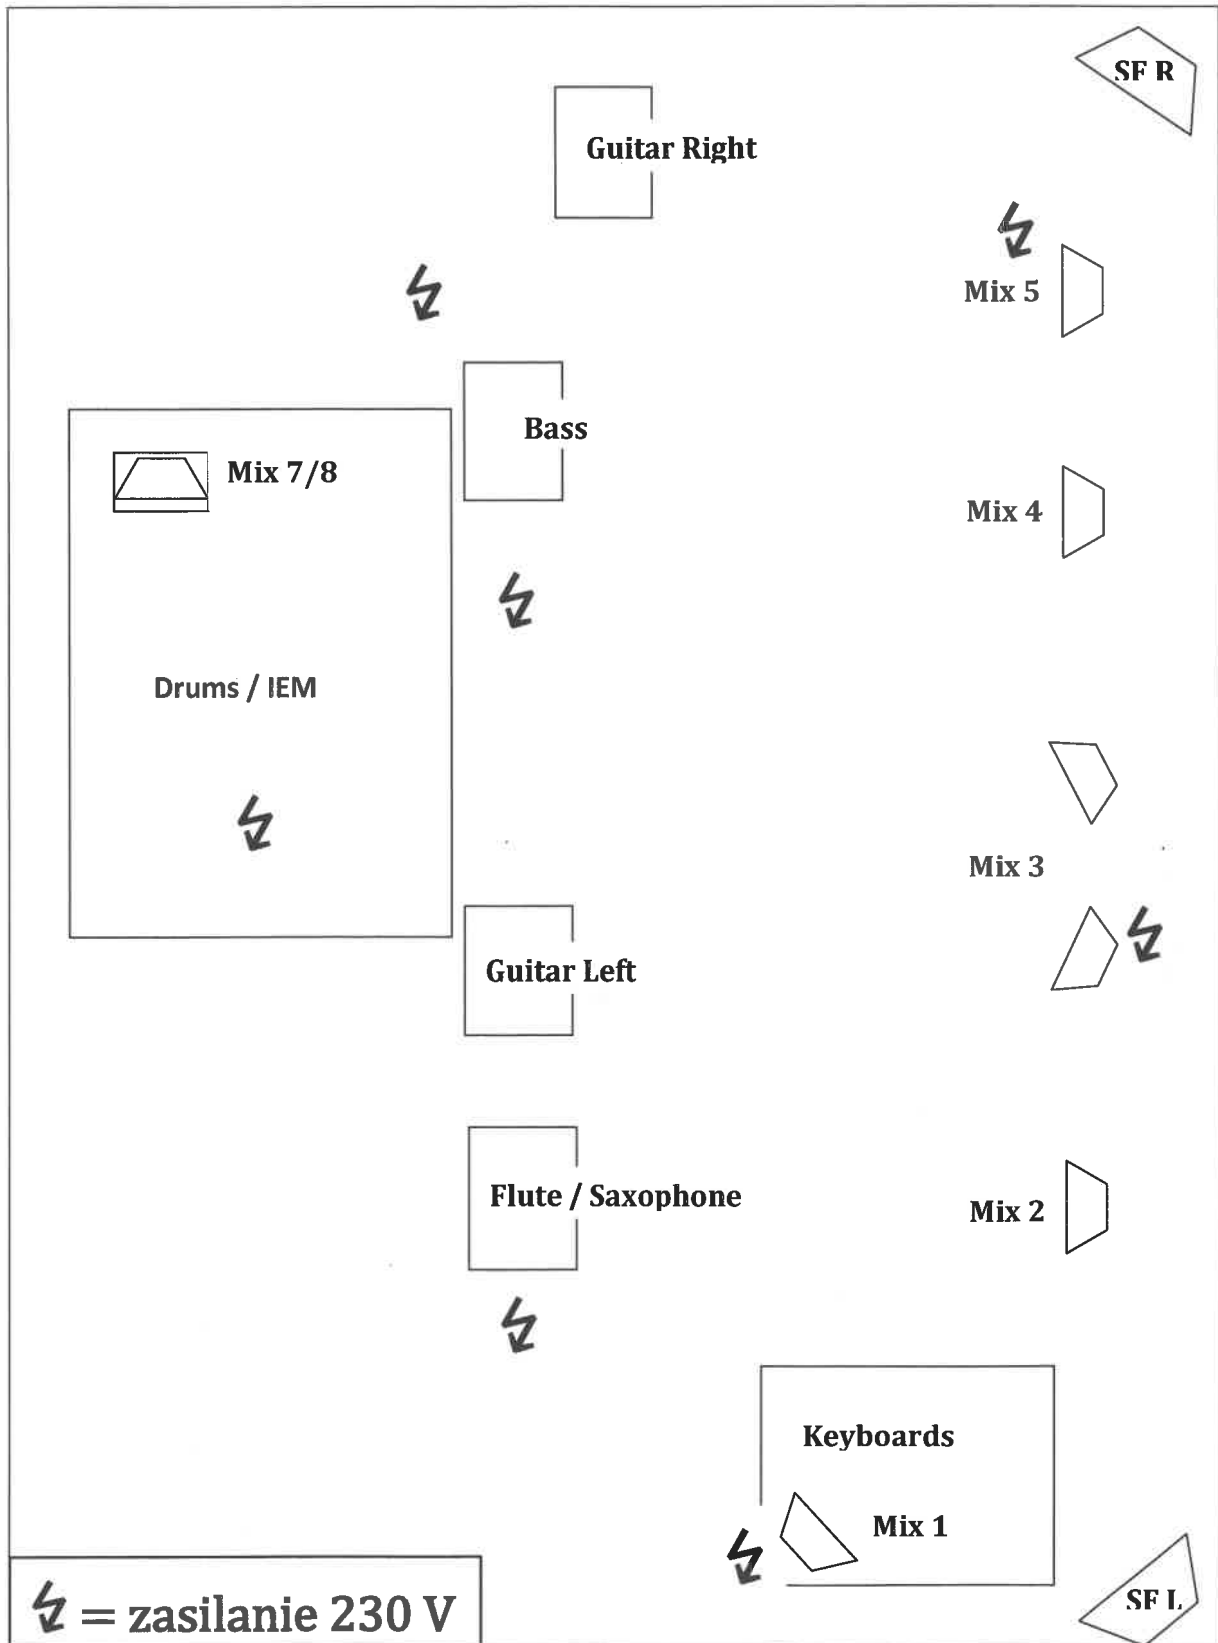 SF R
Guitar Right
Mix 5
Bass
Mix 7/8
Mix 4
Drums / IEM
Mix 3
Guitar Left
Flute / Saxophone
Mix 2
Keyboards
Mix 1
SF L
= zasilanie 230 V